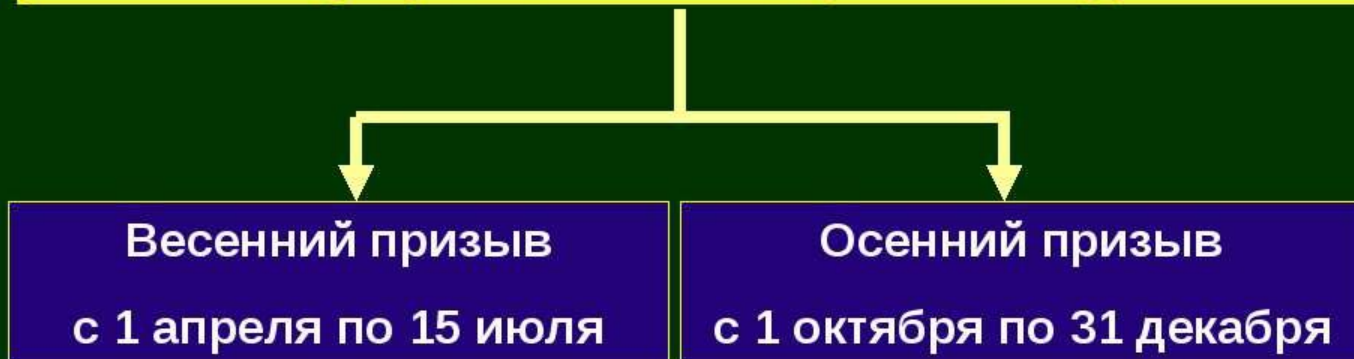 Весенний призыв
с 1 апреля по 15 июля
Осенний призыв
с 1 октября по 31 декабря